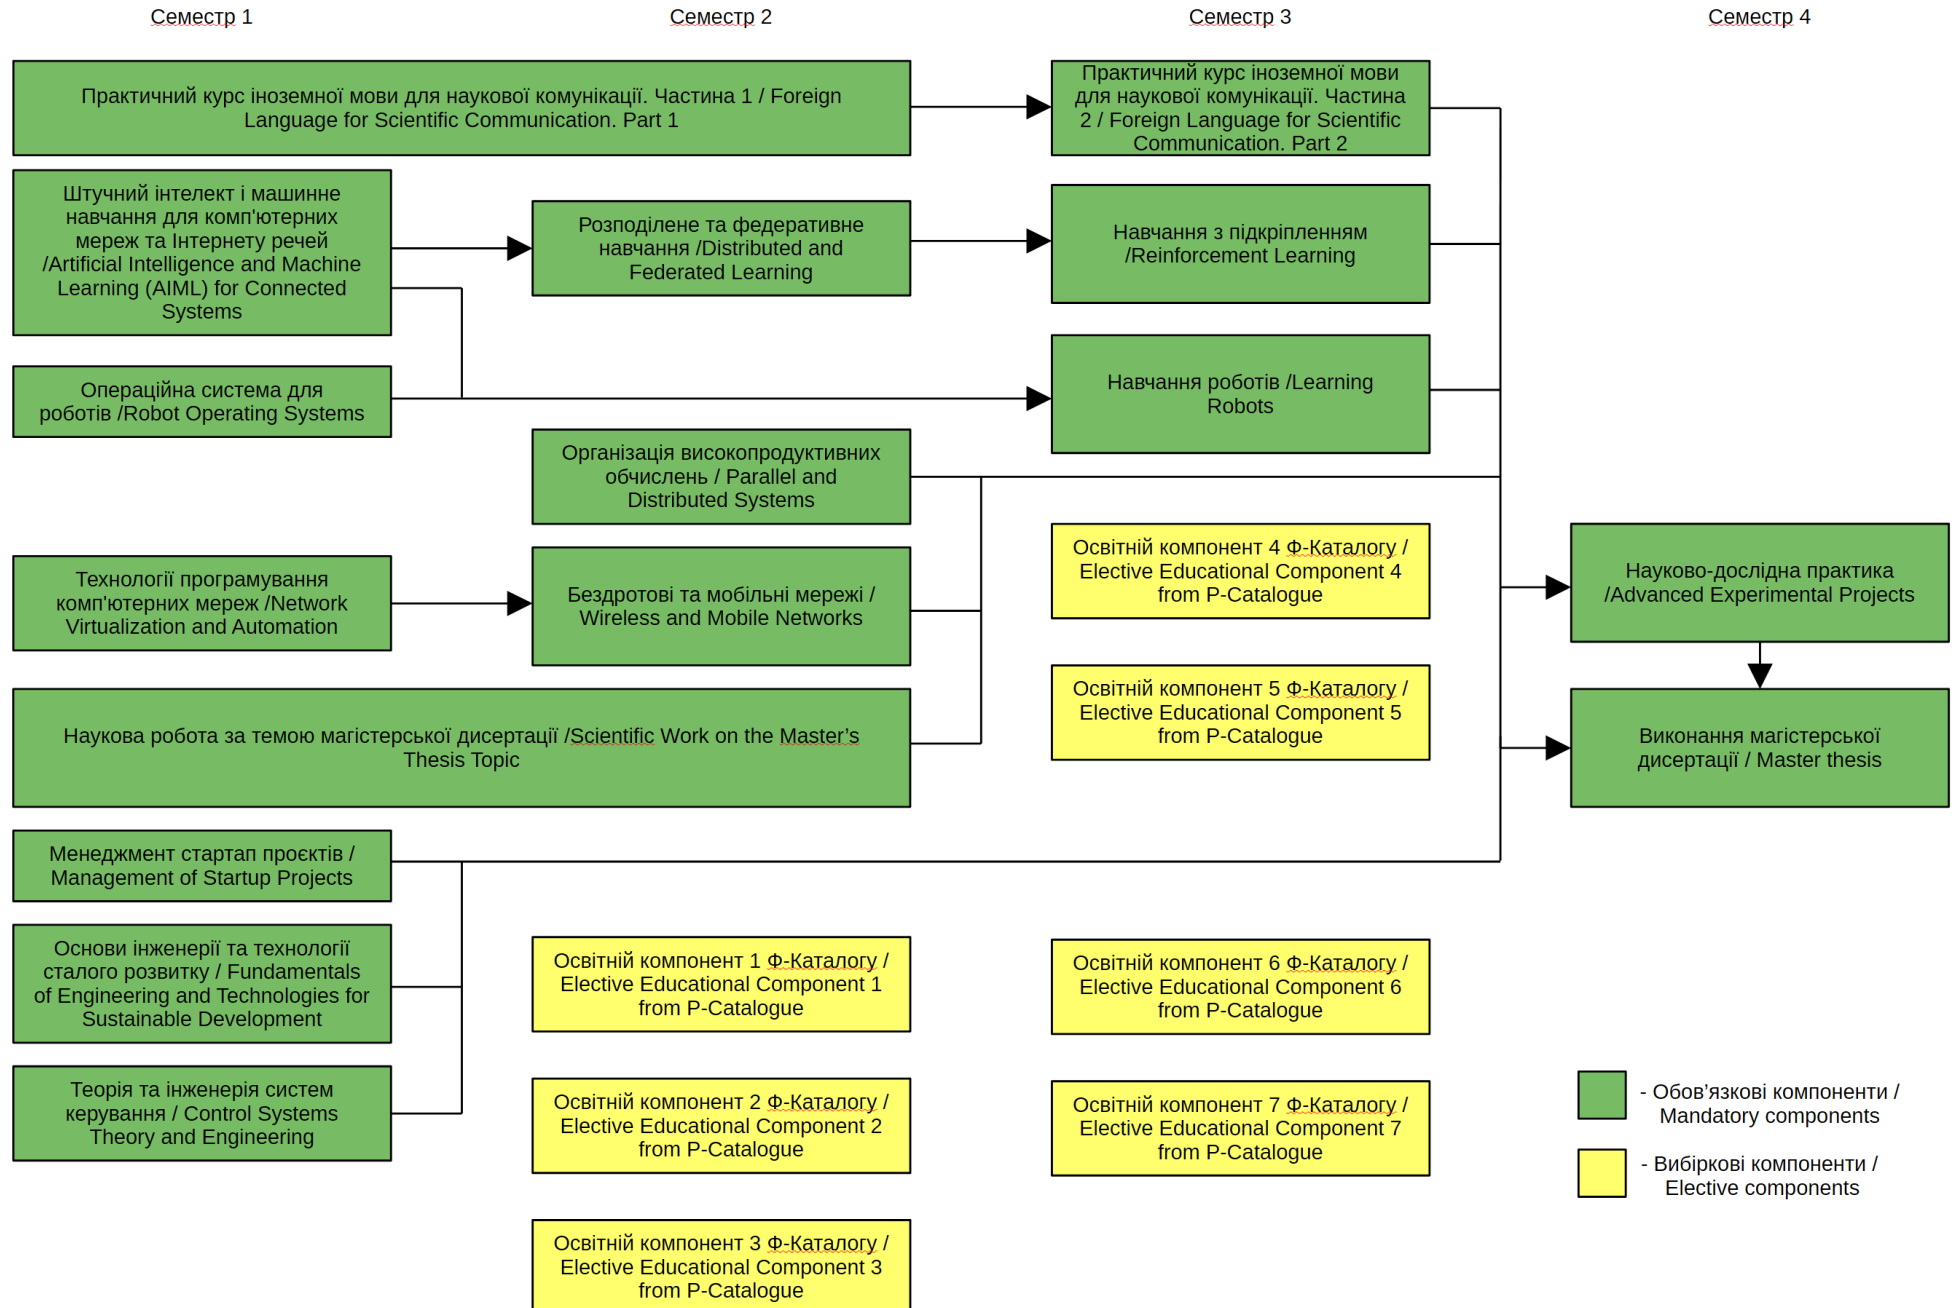 Семестр 1
Семестр 2
Семестр 3
Семестр 4
Практичний курс іноземної мови для наукової комунікації. Частина 1 / Foreign
Language for Scientific Communication. Part 1
Практичний курс іноземної мови
для наукової комунікації. Частина
2 / Foreign Language for Scientific
Communication. Part 2
Штучний інтелект і машинне
навчання для комп'ютерних
мереж та Інтернету речей
/Artificial Intelligence and Machine
Learning (AIML) for Connected
Systems
Розподілене та федеративне
навчання /Distributed and
Federated Learning
Навчання з підкріпленням
/Reinforcement Learning
Операційна система для
роботів /Robot Operating Systems
Навчання роботів /Learning
Robots
Організація високопродуктивних
обчислень / Parallel and
Distributed Systems
Освітній компонент 4 Ф-Каталогу /
Elective Educational Component 4
from P-Catalogue
Науково-дослідна практика
/Advanced Experimental Projects
Технології програмування
комп'ютерних мереж /Network
Virtualization and Automation
Бездротові та мобільні мережі /
Wireless and Mobile Networks
Освітній компонент 5 Ф-Каталогу /
Elective Educational Component 5
from P-Catalogue
Наукова робота за темою магістерської дисертації /Scientific Work on the Master’s
Thesis Topic
Виконання магістерської
дисертації / Master thesis
Менеджмент стартап проєктів /
Management of Startup Projects
Основи інженерії та технології
сталого розвитку / Fundamentals
of Engineering and Technologies for
Sustainable Development
Освітній компонент 1 Ф-Каталогу /
Elective Educational Component 1
from P-Catalogue
Освітній компонент 6 Ф-Каталогу /
Elective Educational Component 6
from P-Catalogue
Теорія та інженерія систем
керування / Control Systems
Theory and Engineering
Освітній компонент 2 Ф-Каталогу /
Elective Educational Component 2
from P-Catalogue
Освітній компонент 7 Ф-Каталогу /
Elective Educational Component 7
from P-Catalogue
- Обов’язкові компоненти /
Mandatory components
- Вибіркові компоненти /
Elective components
Освітній компонент 3 Ф-Каталогу /
Elective Educational Component 3
from P-Catalogue